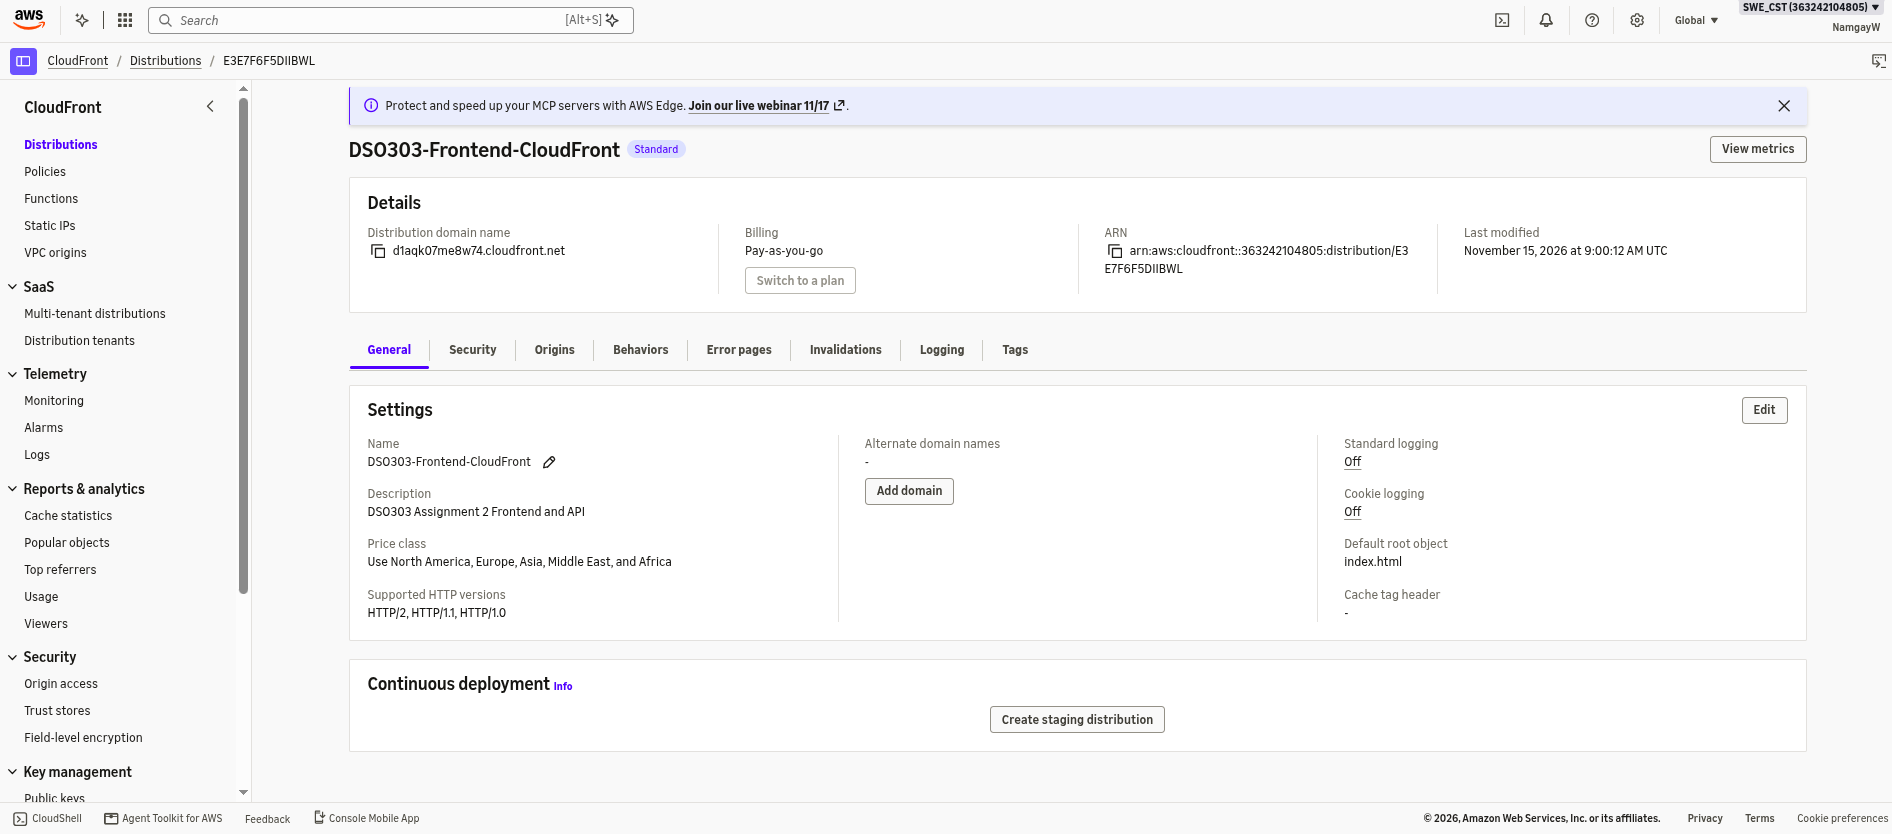 aws
Search
[Alt+S]
Global
SWE_CST (363242104805)
NamgayW
CloudFront / Distributions / E3E7F6F5DIIBWL
CloudFront
Distributions
Policies
Functions
Static IPs
VPC origins
SaaS
Multi-tenant distributions
Distribution tenants
Telemetry
Monitoring
Alarms
Logs
Reports & analytics
Cache statistics
Popular objects
Top referrers
Usage
Viewers
Security
Origin access
Trust stores
Field-level encryption
Key management
Public keys
Protect and speed up your MCP servers with AWS Edge. Join our live webinar 11/17.
DSO303-Frontend-CloudFront Standard
View metrics
Details
Distribution domain name
d1aqk07me8w74.cloudfront.net
Billing
Pay-as-you-go
Switch to a plan
ARN
arn:aws:cloudfront::363242104805:distribution/E3
E7F6F5DIIBWL
Last modified
November 15, 2026 at 9:00:12 AM UTC
General
Security
Origins
Behaviors
Error pages
Invalidations
Logging
Tags
Settings
Edit
Name
DSO303-Frontend-CloudFront
Description
DSO303 Assignment 2 Frontend and API
Price class
Use North America, Europe, Asia, Middle East, and Africa
Supported HTTP versions
HTTP/2, HTTP/1.1, HTTP/1.0
Alternate domain names
-
Add domain
Standard logging
Off
Cookie logging
Off
Default root object
index.html
Cache tag header
-
Continuous deployment Info
Create staging distribution
CloudShell
Agent Toolkit for AWS
Feedback
Console Mobile App
© 2026, Amazon Web Services, Inc. or its affiliates.
Privacy
Terms
Cookie preferences